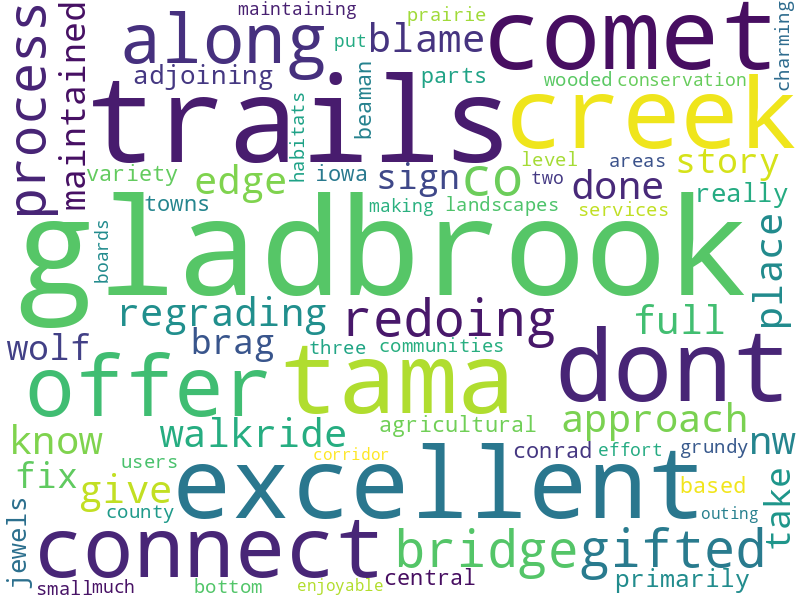 maintaining prairie
process maintained along put blame comet charming
adjoining beaman parts wooded conservation
trails creek
variety edge habitats iowa sign co level two areas story
towns making landscapes done services really
gladbrook
boards place
regrading redoing full
wolf brag three communities
offer tama dont
know walkride agricultural approach nw
users corridor conrad effort grundy
fix give excellent based take
jewels county outing
connect bridge gifted
small much bottom enjoyable central primarily